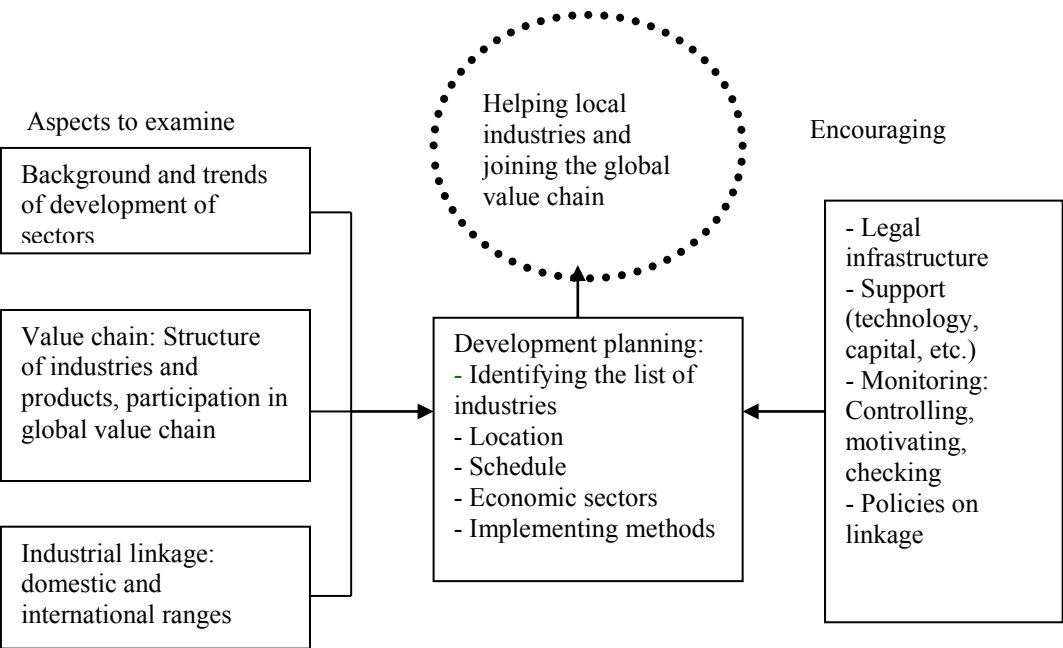 Aspects to examine
Background and trends
of development of
sectors
Value chain: Structure
of industries and
products, participation in
global value chain
Industrial linkage:
domestic and
international ranges
Helping local
industries and
joining the global
value chain
Development planning:
- Identifying the list of
industries
- Location
- Schedule
- Economic sectors
- Implementing methods
Encouraging
- Legal
infrastructure
- Support
(technology,
capital, etc.)
- Monitoring:
Controlling,
motivating,
checking
- Policies on
linkage